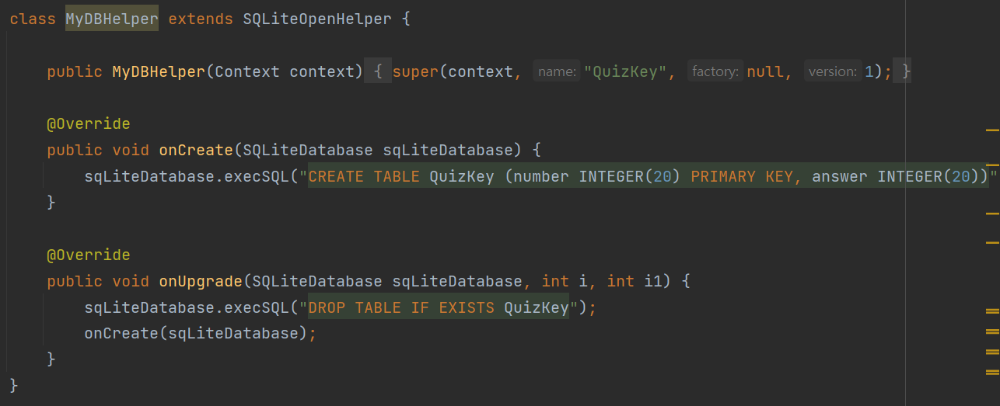 class MyDBHelper extends SQLiteOpenHelper {
public MyDBHelper(Context context) { super(context, name: "QuizKey", factory: null, version: 1); }
@Override
public void onCreate(SQLiteDatabase sqLiteDatabase) {
sqLiteDatabase.execSQL("CREATE TABLE QuizKey (number INTEGER(20) PRIMARY KEY, answer INTEGER(20))"
}
@Override
public void onUpgrade(SQLiteDatabase sqLiteDatabase, int i, int i1) {
sqLiteDatabase.execSQL("DROP TABLE IF EXISTS QuizKey");
onCreate(sqLiteDatabase);
}
}